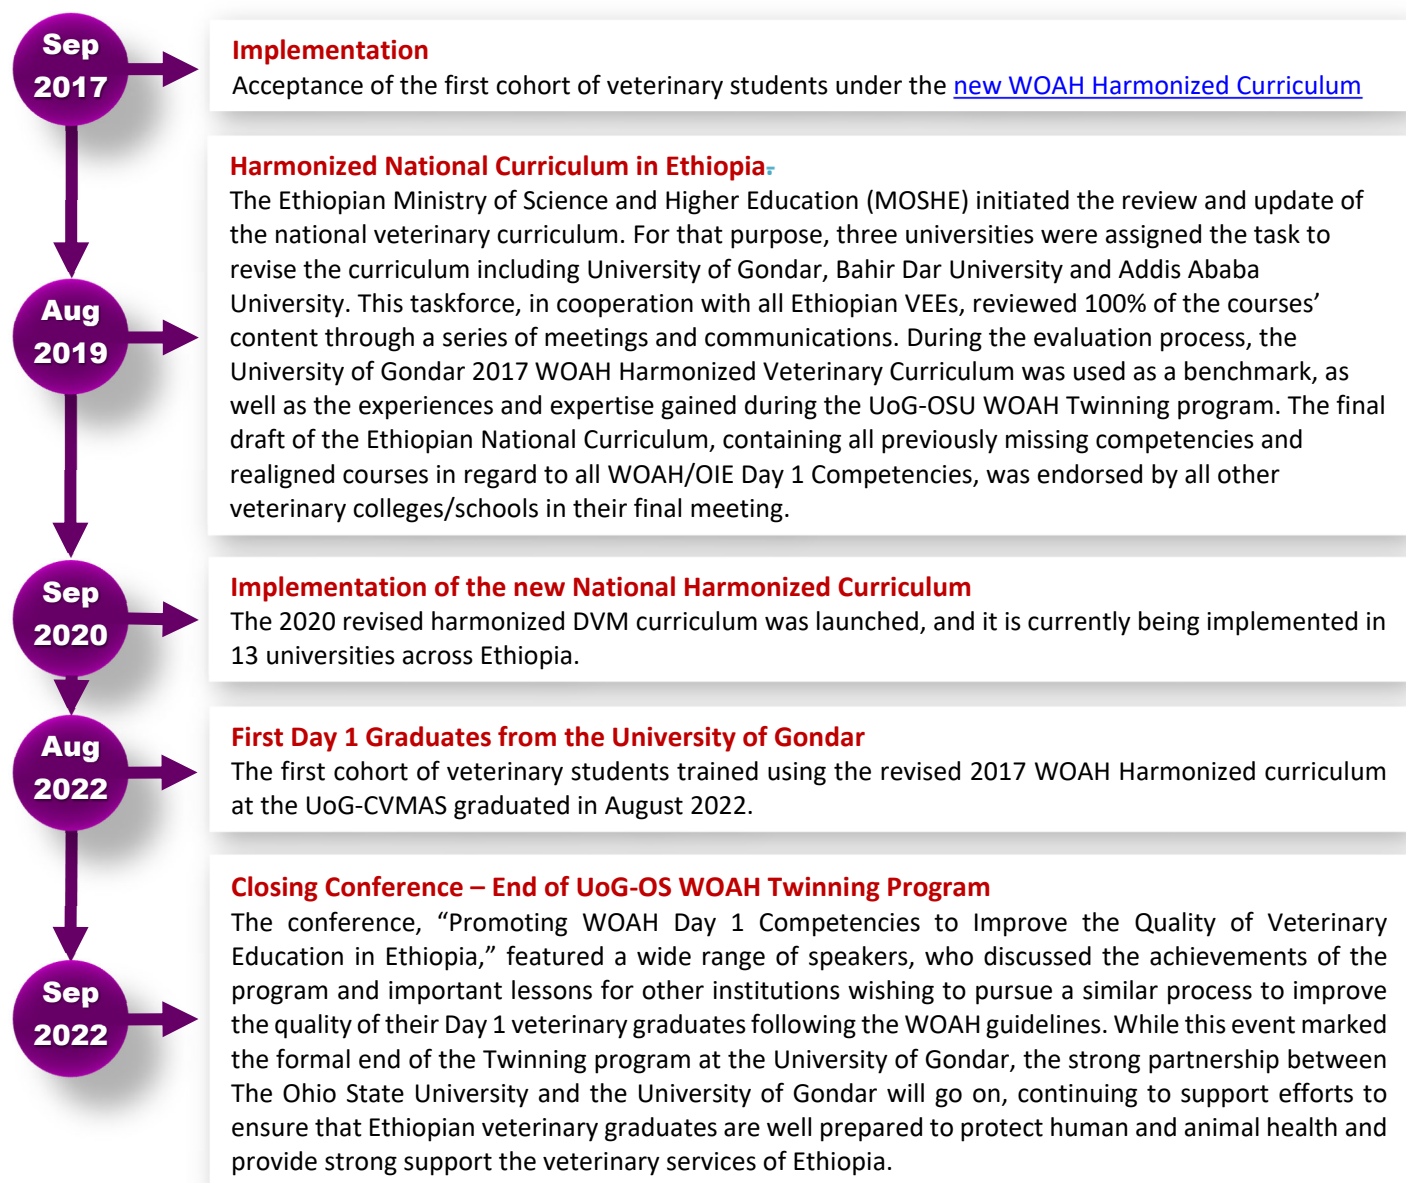 Sep
2017
Implementation
Acceptance of the first cohort of veterinary students under the new WOAH Harmonized Curriculum
Aug
2019
Harmonized National Curriculum in Ethiopia.
The Ethiopian Ministry of Science and Higher Education (MOSHE) initiated the review and update of
the national veterinary curriculum. For that purpose, three universities were assigned the task to
revise the curriculum including University of Gondar, Bahir Dar University and Addis Ababa
University. This taskforce, in cooperation with all Ethiopian VEEs, reviewed 100% of the courses’
content through a series of meetings and communications. During the evaluation process, the
University of Gondar 2017 WOAH Harmonized Veterinary Curriculum was used as a benchmark, as
well as the experiences and expertise gained during the UoG-OSU WOAH Twinning program. The final
draft of the Ethiopian National Curriculum, containing all previously missing competencies and
realigned courses in regard to all WOAH/OIE Day 1 Competencies, was endorsed by all other
veterinary colleges/schools in their final meeting.
Sep
2020
Implementation of the new National Harmonized Curriculum
The 2020 revised harmonized DVM curriculum was launched, and it is currently being implemented in
13 universities across Ethiopia.
Aug
2022
First Day 1 Graduates from the University of Gondar
The first cohort of veterinary students trained using the revised 2017 WOAH Harmonized curriculum
at the UoG-CVMAS graduated in August 2022.
Sep
2022
Closing Conference – End of UoG-OS WOAH Twinning Program
The conference, “Promoting WOAH Day 1 Competencies to Improve the Quality of Veterinary
Education in Ethiopia,” featured a wide range of speakers, who discussed the achievements of the
program and important lessons for other institutions wishing to pursue a similar process to improve
the quality of their Day 1 veterinary graduates following the WOAH guidelines. While this event marked
the formal end of the Twinning program at the University of Gondar, the strong partnership between
The Ohio State University and the University of Gondar will go on, continuing to support efforts to
ensure that Ethiopian veterinary graduates are well prepared to protect human and animal health and
provide strong support the veterinary services of Ethiopia.